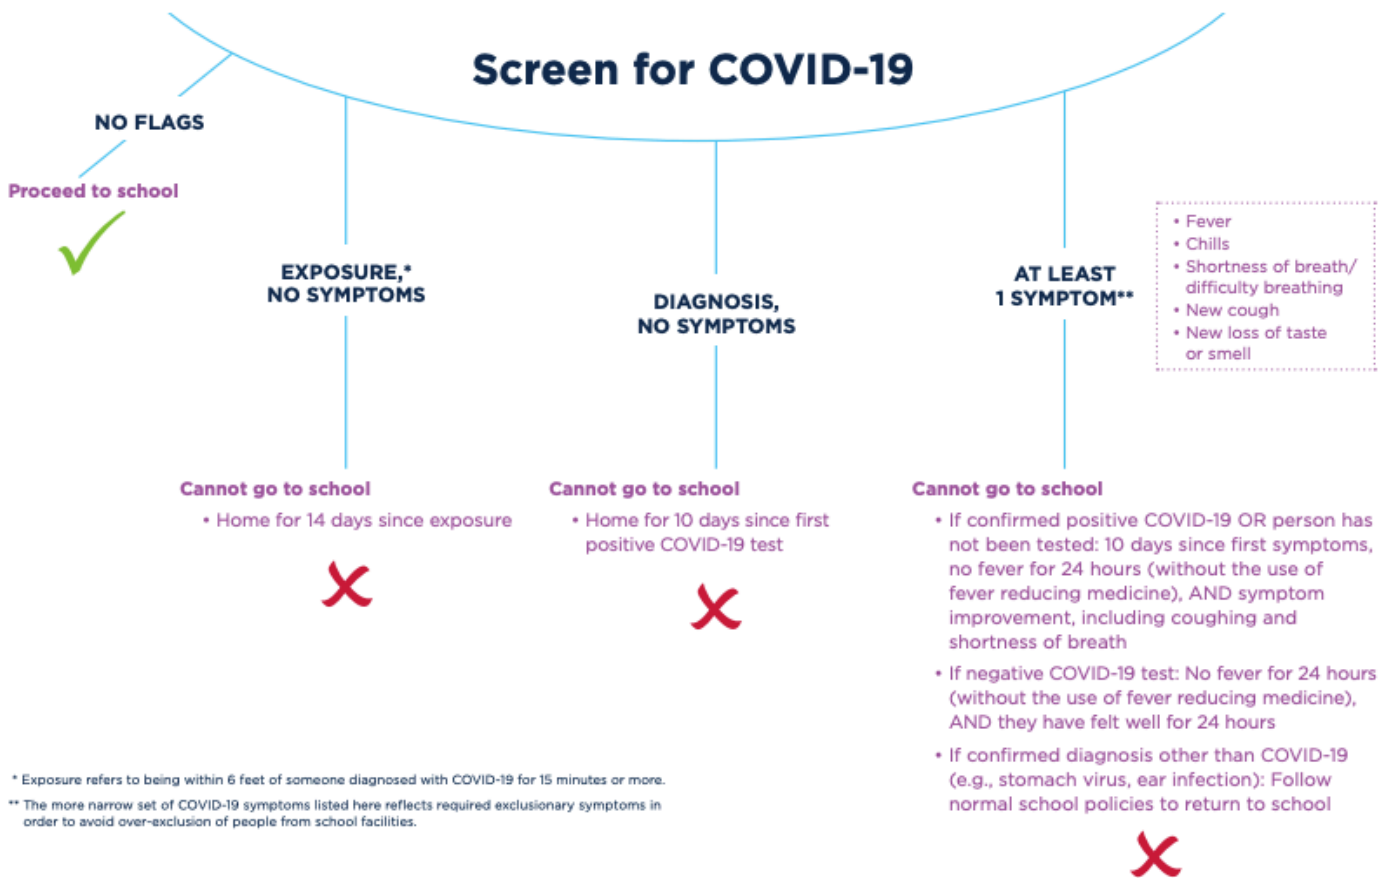 Screen for COVID-19
NO FLAGS
Proceed to school
EXPOSURE,*
NO SYMPTOMS
Cannot go to school
• Home for 14 days since exposure
DIAGNOSIS,
NO SYMPTOMS
Cannot go to school
• Home for 10 days since first
positive COVID-19 test
AT LEAST
1 SYMPTOM**
• Fever
• Chills
• Shortness of breath/
difficulty breathing
• New cough
• New loss of taste
or smell
Cannot go to school
• If confirmed positive COVID-19 OR person has
not been tested: 10 days since first symptoms,
no fever for 24 hours (without the use of
fever reducing medicine), AND symptom
improvement, including coughing and
shortness of breath
• If negative COVID-19 test: No fever for 24 hours
(without the use of fever reducing medicine),
AND they have felt well for 24 hours
• If confirmed diagnosis other than COVID-19
(e.g., stomach virus, ear infection): Follow
normal school policies to return to school
* Exposure refers to being within 6 feet of someone diagnosed with COVID-19 for 15 minutes or more.
** The more narrow set of COVID-19 symptoms listed here reflects required exclusionary symptoms in
order to avoid over-exclusion of people from school facilities.